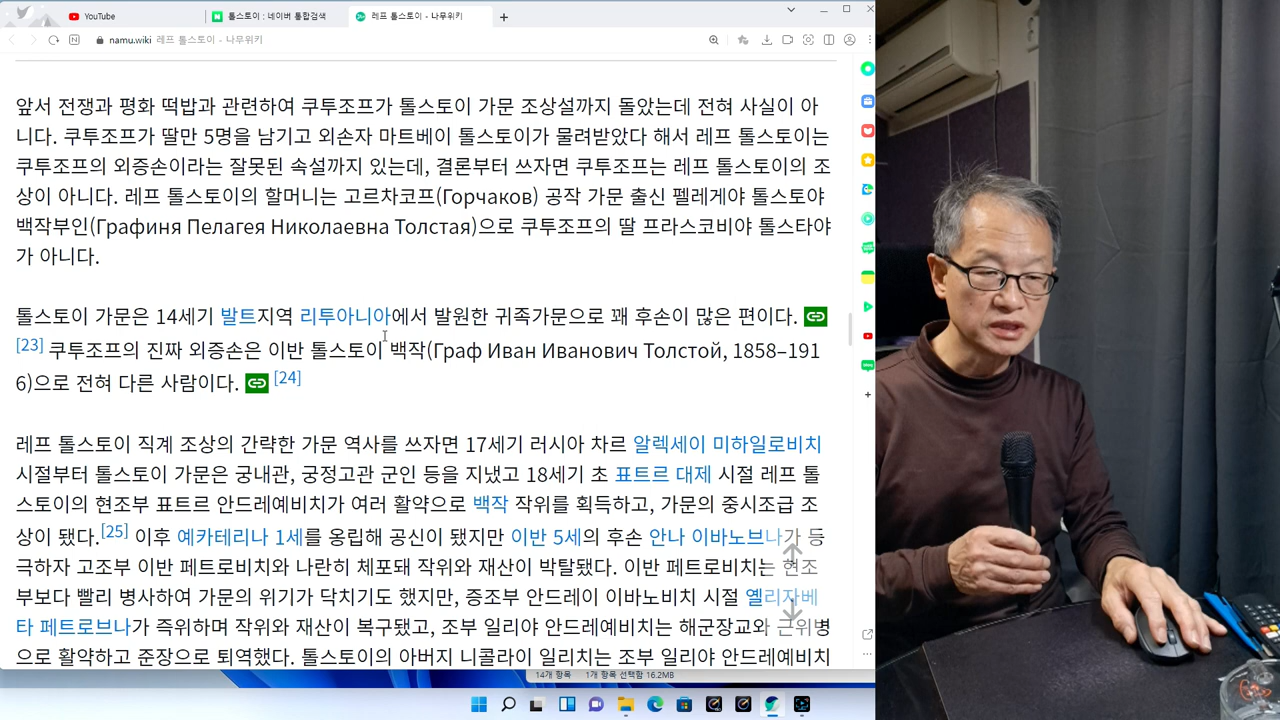 YouTube
톨스토이 : 네이버 통합검색
레프 톨스토이 - 나무위키
namu.wiki 레프 톨스토이 - 나무위키
앞서 전쟁과 평화 떡밥과 관련하여 쿠투조프가 톨스토이 가문 조상설까지 돌았는데 전혀 사실이 아
니다. 쿠투조프가 딸만 5명을 남기고 외손자 마트베이 톨스토이가 물려받았다 해서 레프 톨스토이는
쿠투조프의 외증손이라는 잘못된 속설까지 있는데, 결론부터 쓰자면 쿠투조프는 레프 톨스토이의 조
상이 아니다. 레프 톨스토이의 할머니는 고르차코프(Горчаков) 공작 가문 출신 펠레게야 톨스토야
백작부인(Графиня Пелагея Николаевна Толстая)으로 쿠투조프의 딸 프라스코비야 톨스타야
가 아니다.
톨스토이 가문은 14세기 발트지역 리투아니아에서 발원한 귀족가문으로 꽤 후손이 많은 편이다.
[23] 쿠투조프의 진짜 외증손은 이반 톨스토이 백작(Граф Иван Иванович Толстой, 1858–191
6)으로 전혀 다른 사람이다. [24]
레프 톨스토이 직계 조상의 간략한 가문 역사를 쓰자면 17세기 러시아 차르 알렉세이 미하일로비치
시절부터 톨스토이 가문은 궁내관, 궁정고관 군인 등을 지냈고 18세기 초 표트르 대제 시절 레프 톨
스토이의 현조부 표트르 안드레예비치가 여러 활약으로 백작 작위를 획득하고, 가문의 중시조급 조
상이 됐다.[25] 이후 예카테리나 1세를 옹립해 공신이 됐지만 이반 5세의 후손 안나 이바노브나가 등
극하자 고조부 이반 페트로비치와 나란히 체포돼 작위와 재산이 박탈됐다. 이반 페트로비치는 현조
부보다 빨리 병사하여 가문의 위기가 닥치기도 했지만, 증조부 안드레이 이바노비치 시절 옐리자베
타 페트로브나가 즉위하며 작위와 재산이 복구됐고, 조부 일리야 안드레예비치는 해군장교와 근위병
으로 활약하고 준장으로 퇴역했다. 톨스토이의 아버지 니콜라이 일리치는 조부 일리야 안드레예비치
14개 항목 1개 항목 선택함 16.2MB